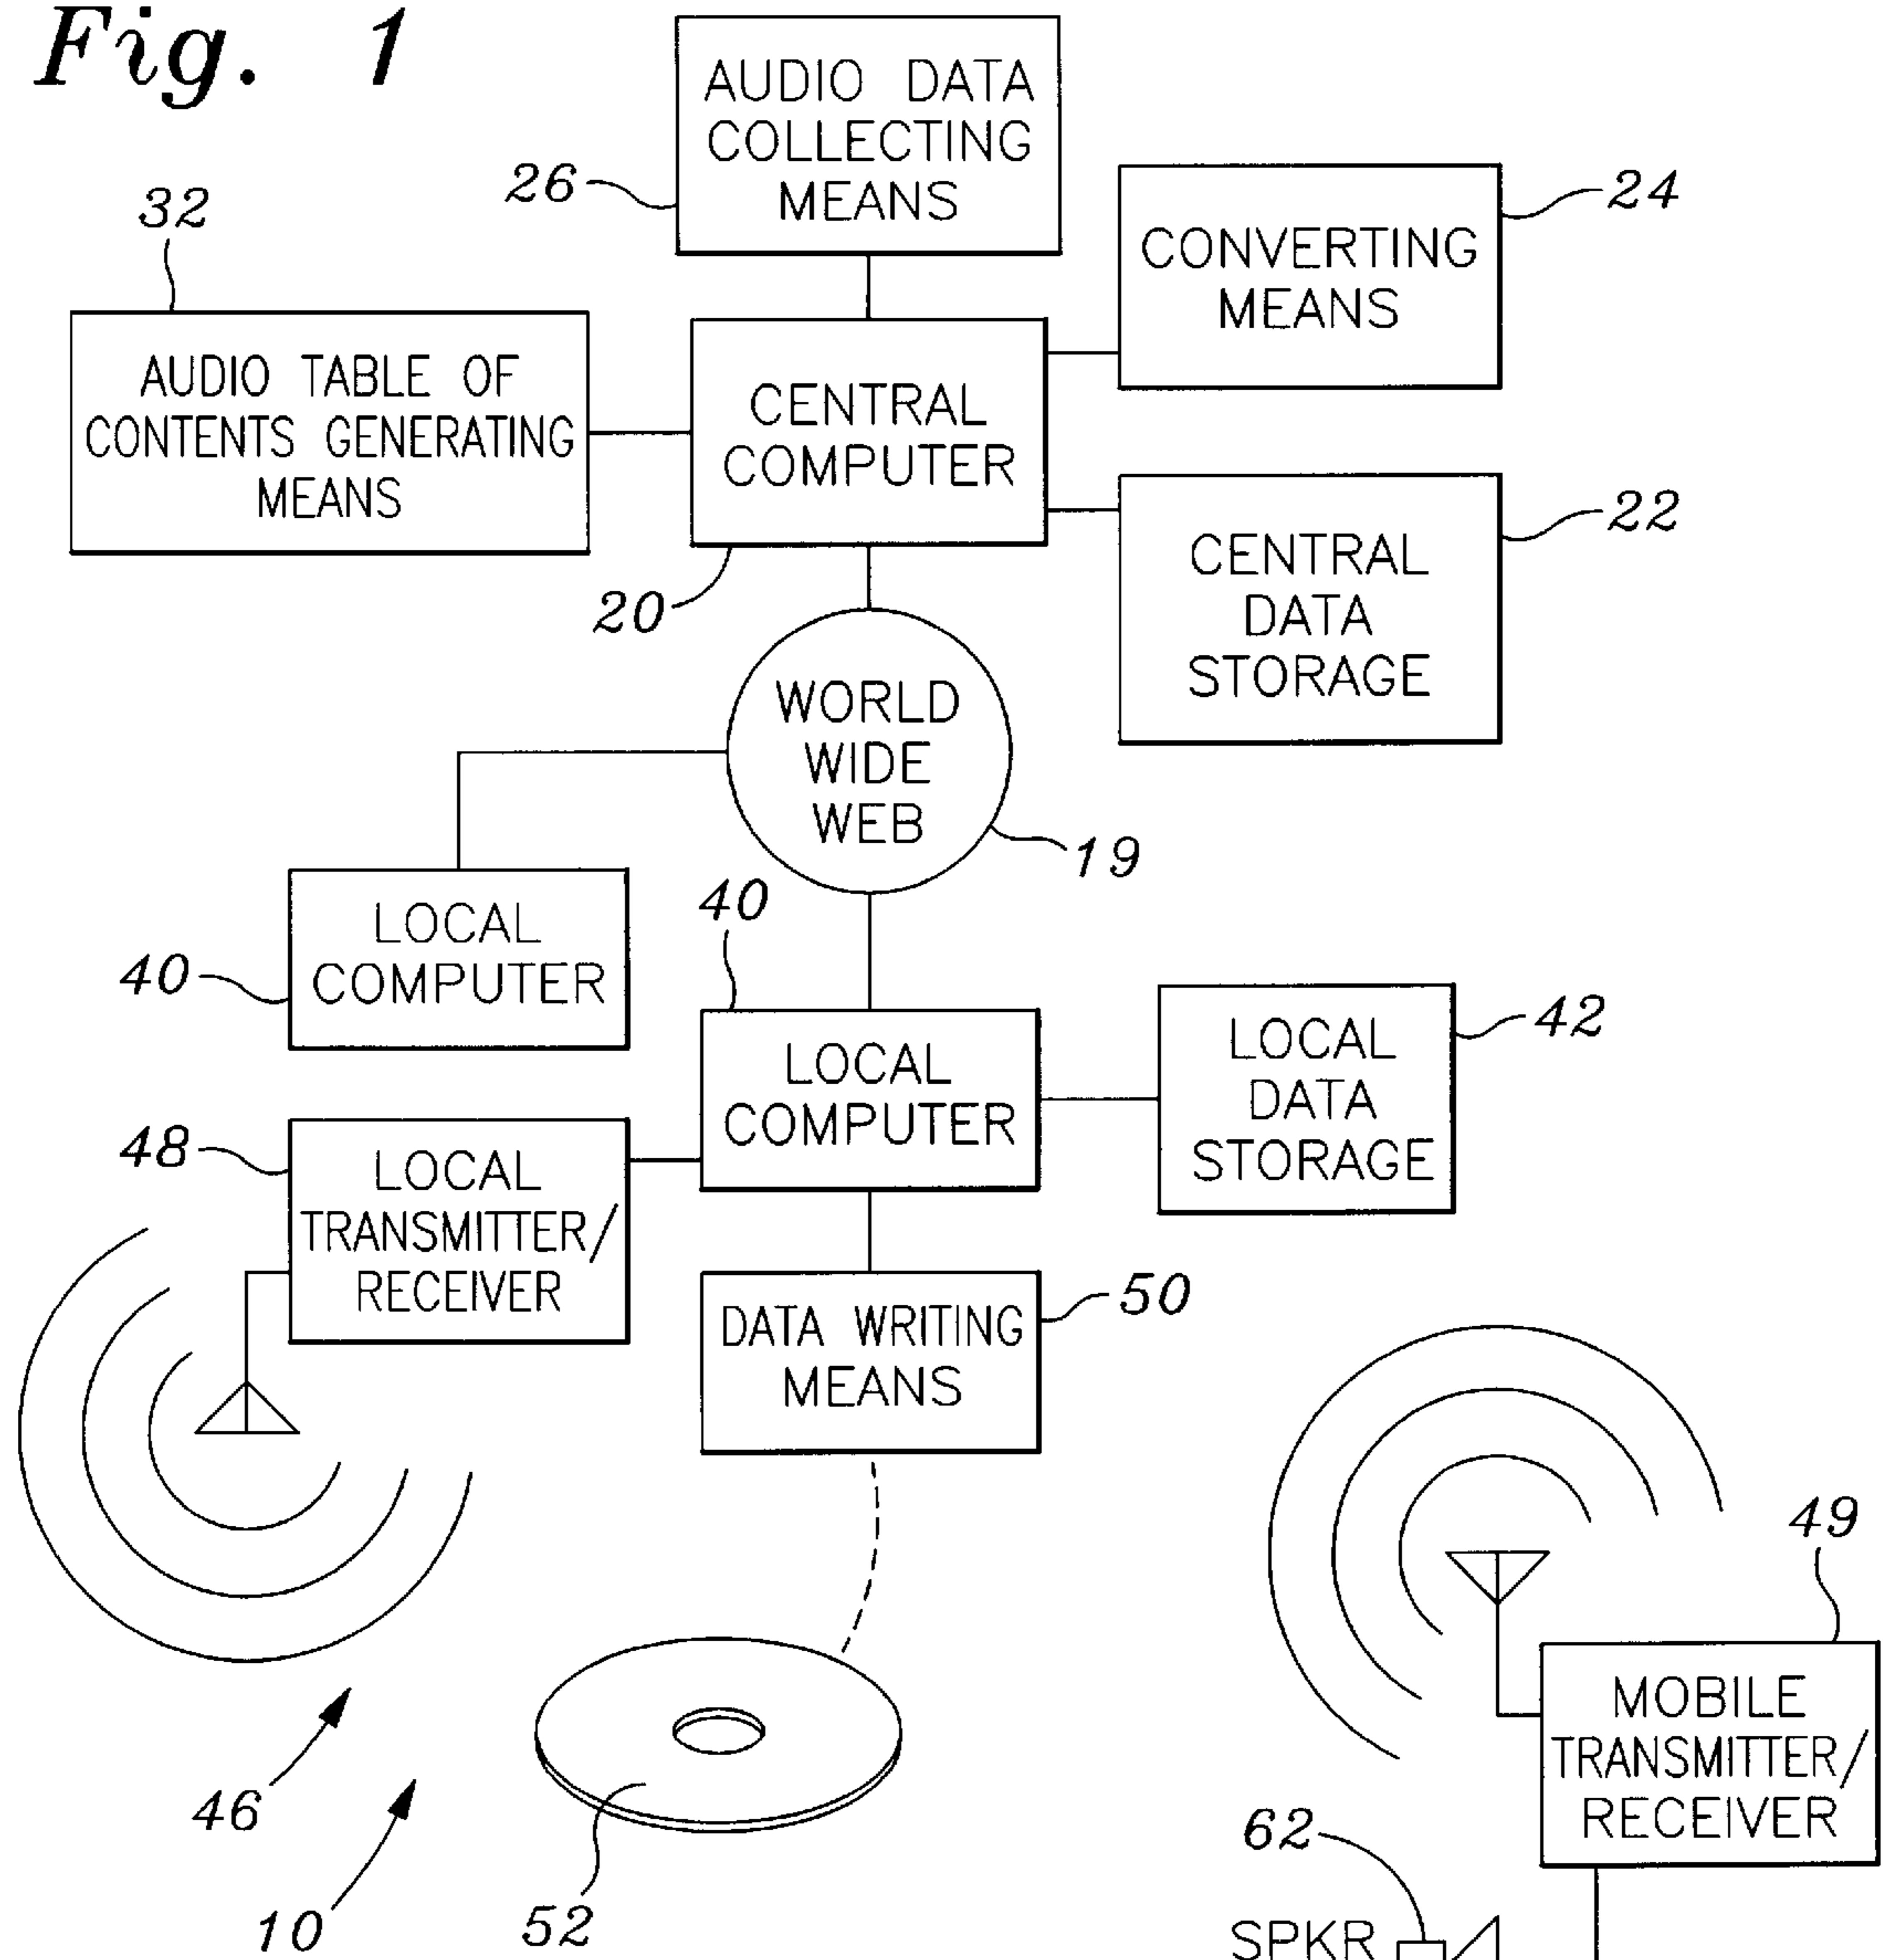 Fig. 1
AUDIO DATA
COLLECTING
MEANS
26
32
24
CONVERTING
MEANS
AUDIO TABLE OF
CONTENTS GENERATING
MEANS
CENTRAL
COMPUTER
20
22
CENTRAL
DATA
STORAGE
WORLD
WIDE
WEB
19
40
LOCAL
COMPUTER
40
LOCAL
COMPUTER
42
LOCAL
DATA
STORAGE
48
LOCAL
TRANSMITTER/
RECEIVER
50
DATA WRITING
MEANS
49
MOBILE
TRANSMITTER/
RECEIVER
46
10
52
62
SPKR